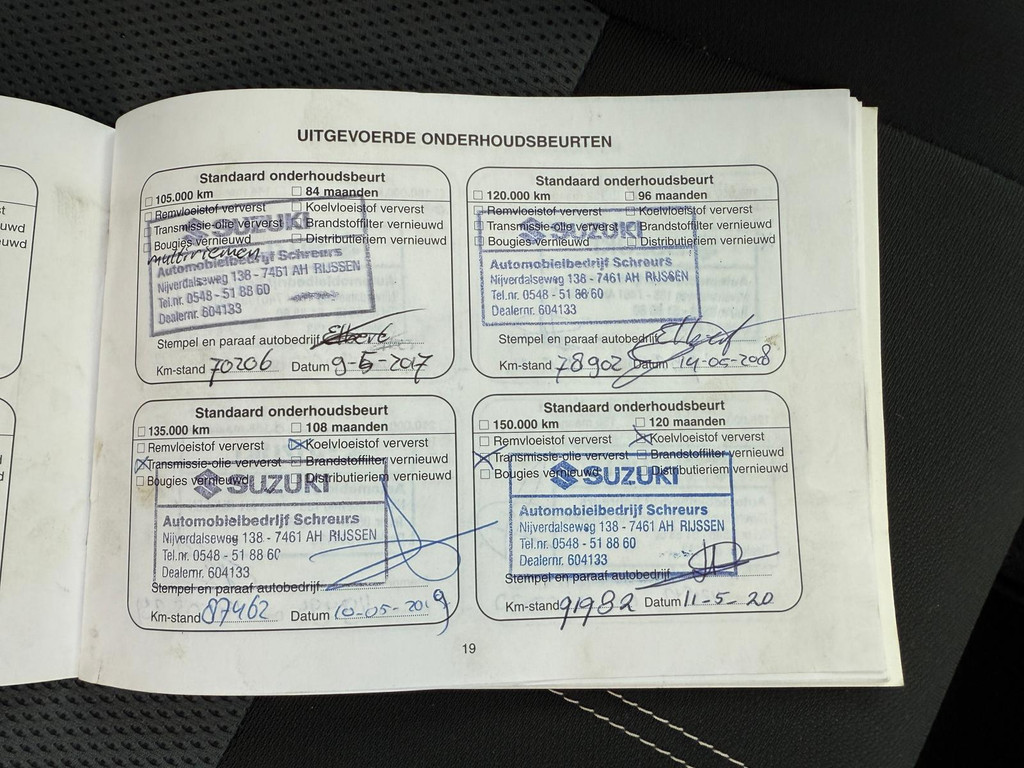 UITGEVOERDE ONDERHOUDSBEURTEN
Standaard onderhoudsbeurt
105.000 km 84 maanden
Remvloeistof ververst Koelvloeistof ververst
Transmissie-olie ververst Brandstoffilter vernieuwd
Bougies vernieuwd Distributieriem vernieuwd
multiriemen
SUZUKI
Automobielbedrijf Schreurs
Nijverdalseweg 138 - 7461 AH RIJSSEN
Tel.nr. 0548 - 51 88 60
Dealernr. 604133
Stempel en paraaf autobedrijf
Km-stand 70206 Datum 9-5-2017
Standaard onderhoudsbeurt
120.000 km 96 maanden
Remvloeistof ververst Koelvloeistof ververst
Transmissie-olie ververst Brandstoffilter vernieuwd
Bougies vernieuwd Distributieriem vernieuwd
SUZUKI
Automobielbedrijf Schreurs
Nijverdalseweg 138 - 7461 AH RIJSSEN
Tel.nr. 0548 - 51 88 60
Dealernr. 604133
Stempel en paraaf autobedrijf
Km-stand 78902 Datum 14-05-2018
Standaard onderhoudsbeurt
135.000 km 108 maanden
Remvloeistof ververst Koelvloeistof ververst
Transmissie-olie ververst Brandstoffilter vernieuwd
Bougies vernieuwd Distributieriem vernieuwd
SUZUKI
Automobielbedrijf Schreurs
Nijverdalseweg 138 - 7461 AH RIJSSEN
Tel.nr. 0548 - 51 88 60
Dealernr. 604133
Stempel en paraaf autobedrijf
Km-stand 87462 Datum 10-05-2019
Standaard onderhoudsbeurt
150.000 km 120 maanden
Remvloeistof ververst Koelvloeistof ververst
Transmissie-olie ververst Brandstoffilter vernieuwd
Bougies vernieuwd Distributieriem vernieuwd
SUZUKI
Automobielbedrijf Schreurs
Nijverdalseweg 138 - 7461 AH RIJSSEN
Tel.nr. 0548 - 51 88 60
Dealernr. 604133
Stempel en paraaf autobedrijf
Km-stand 91982 Datum 11-5-20
19